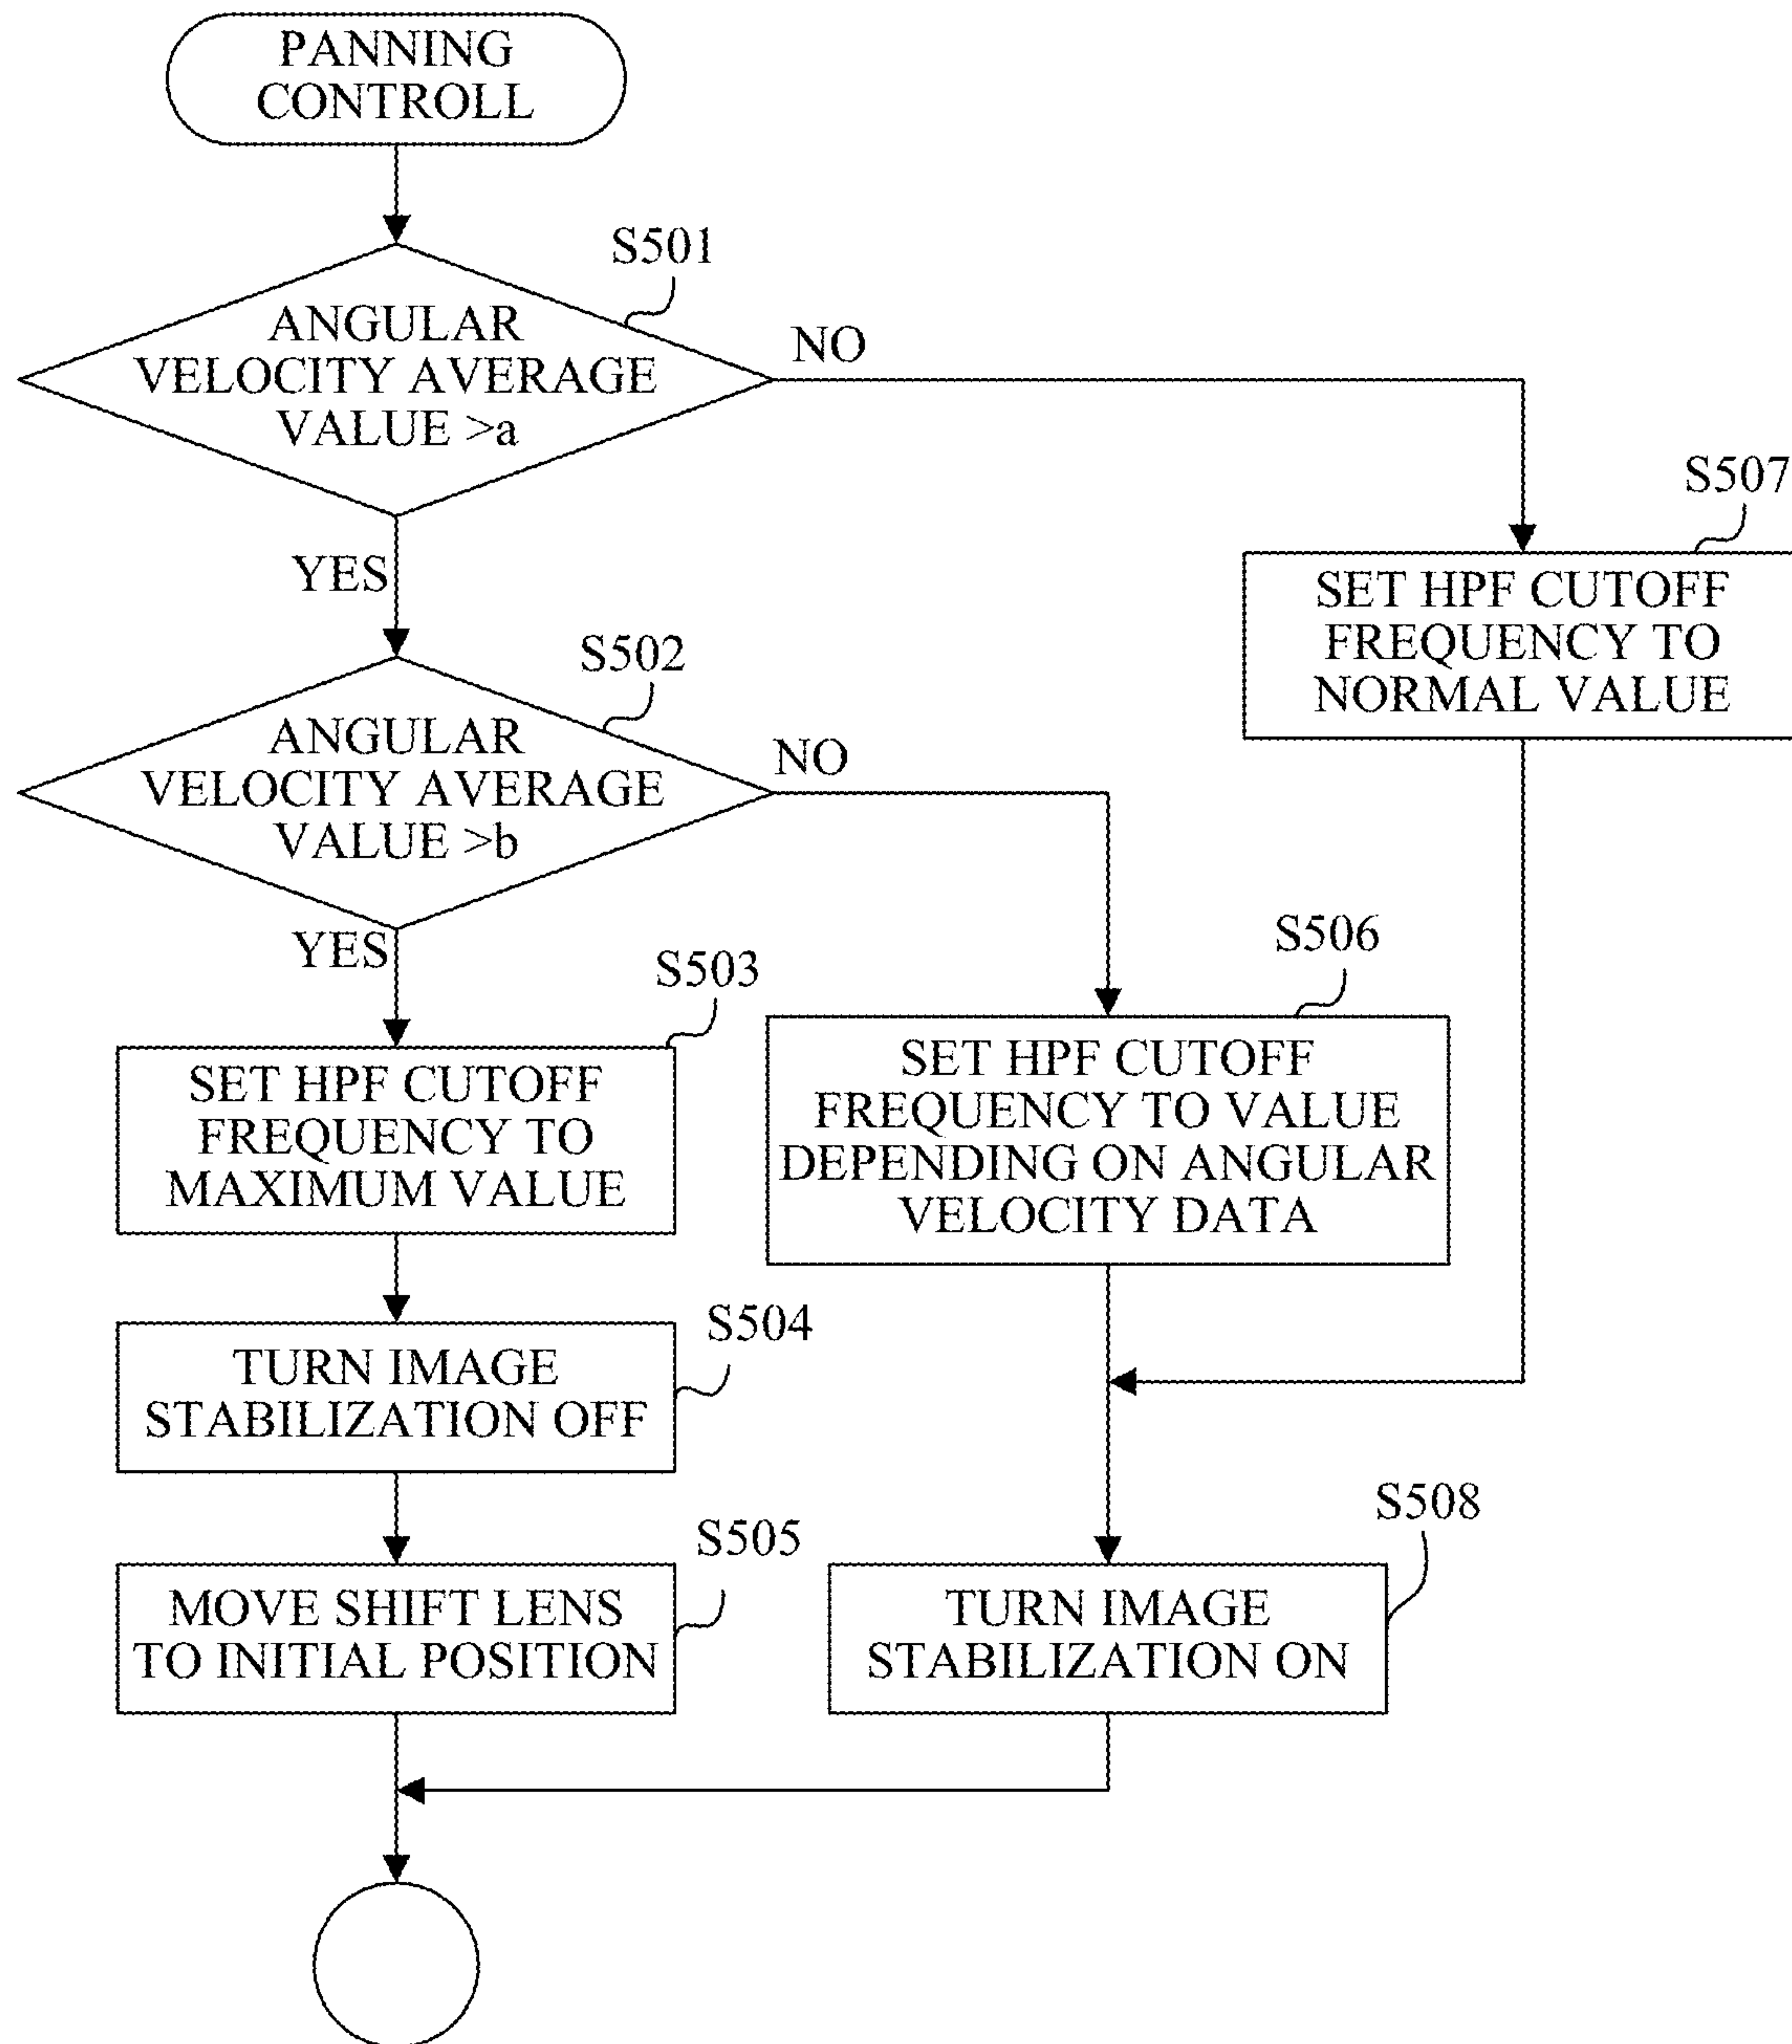 PANNING
CONTROLL
S501
ANGULAR
VELOCITY AVERAGE
VALUE >a
NO
YES
S507
SET HPF CUTOFF
FREQUENCY TO
NORMAL VALUE
S502
ANGULAR
VELOCITY AVERAGE
VALUE >b
NO
YES
S503
SET HPF CUTOFF
FREQUENCY TO
MAXIMUM VALUE
S506
SET HPF CUTOFF
FREQUENCY TO VALUE
DEPENDING ON ANGULAR
VELOCITY DATA
S504
TURN IMAGE
STABILIZATION OFF
S505
MOVE SHIFT LENS
TO INITIAL POSITION
S508
TURN IMAGE
STABILIZATION ON